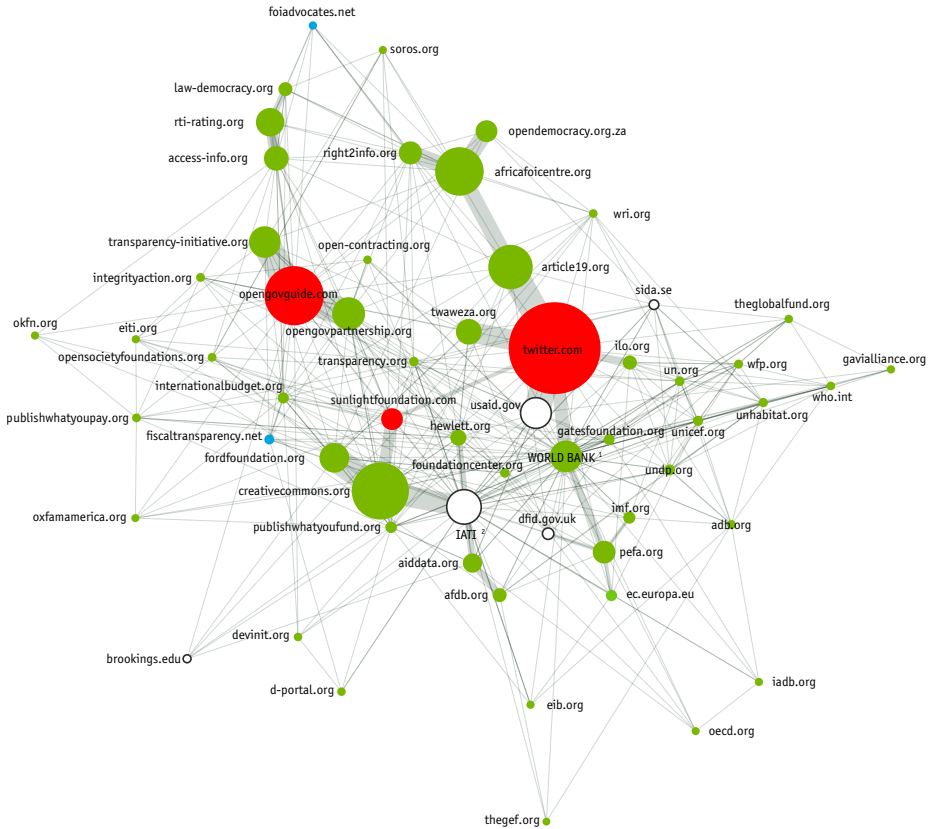 foiadvocates.net
soros.org
law-democracy.org
rti-rating.org
opendemocracy.org.za
right2info.org
access-info.org
africafoicentre.org
wri.org
transparency-initiative.org
open-contracting.org
article19.org
integrityaction.org
sida.se
opengovguide.com
theglobalfund.org
twaweza.org
okfn.org
eiti.org
opengovpartnership.org
ilo.org
twitter.com
opensocietyfoundations.org
transparency.org
gavialliance.org
wfp.org
un.org
internationalbudget.org
who.int
sunlightfoundation.com
usaid.gov
unhabitat.org
publishwhatyoupay.org
hewlett.org
gatesfoundation.org
unicef.org
fiscaltransparency.net
fordfoundation.org
WORLD BANK 1
foundationcenter.org
undp.org
creativecommons.org
imf.org
oxfamamerica.org
dfid.gov.uk
adb.org
publishwhatyoufund.org
IATI 2
pefa.org
aiddata.org
afdb.org
ec.europa.eu
devinit.org
brookings.edu
iadb.org
d-portal.org
eib.org
oecd.org
thegef.org